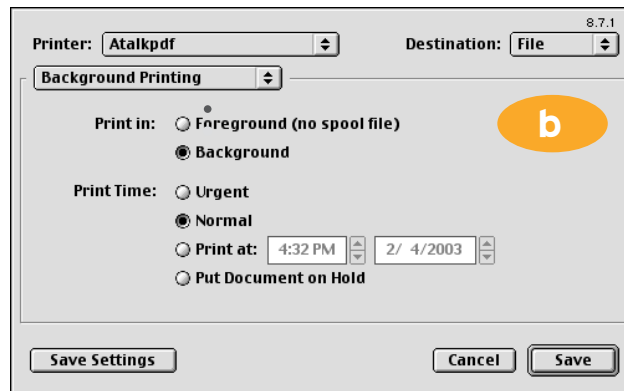 8.7.1
Printer: Atalkpdf Destination: File
Background Printing
b
Print in: Foreground (no spool file)
Background
Print Time: Urgent
Normal
Print at: 4:32 PM 2/ 4/2003
Put Document on Hold
Save Settings Cancel Save